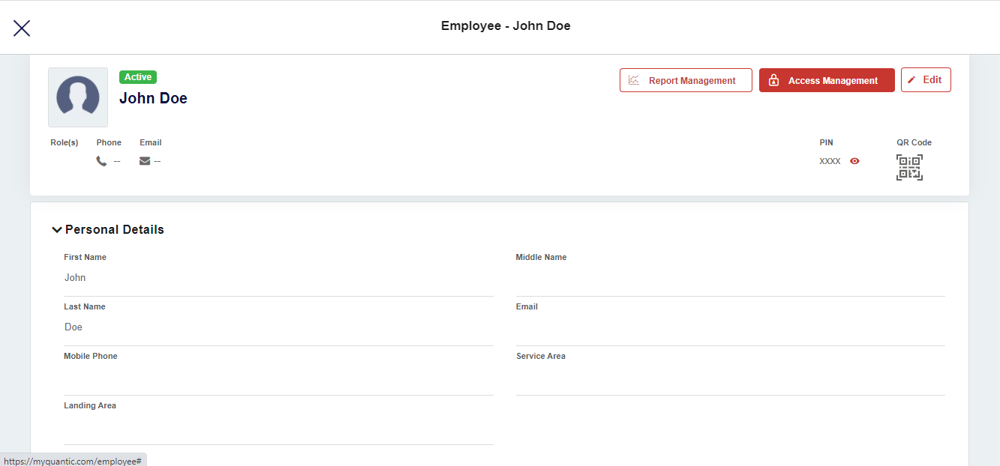 Employee - John Doe
Active
John Doe
Report Management
Access Management
Edit
Role(s) Phone Email PIN QR Code
-- -- XXXX
Personal Details
First Name Middle Name
John
Last Name Email
Doe
Mobile Phone Service Area
Landing Area
https://myquantic.com/employee#